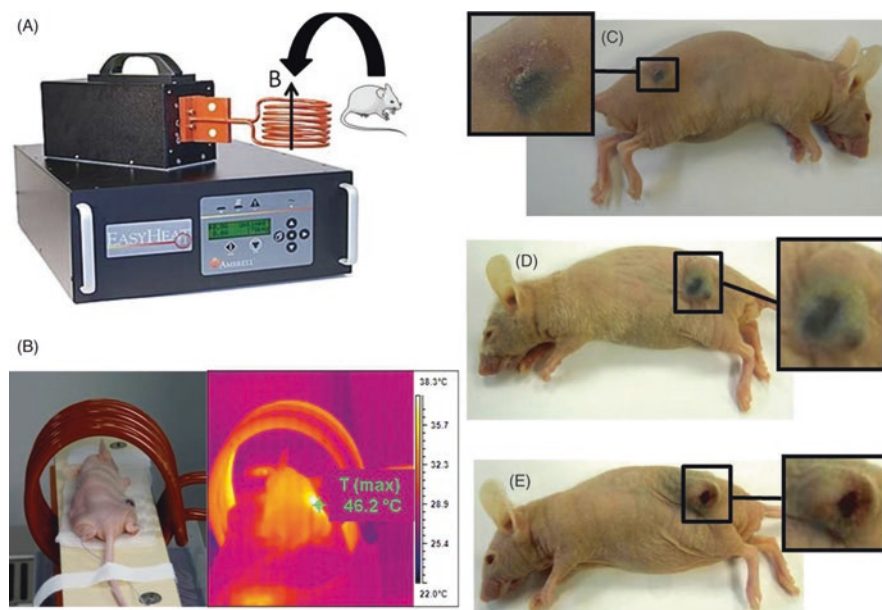 (A)
B
EASYHEAT
AMBRELL
(B)
38.3°C
35.7
32.3
28.9
25.4
22.0°C
T (max)
46.2 °C
(C)
(D)
(E)